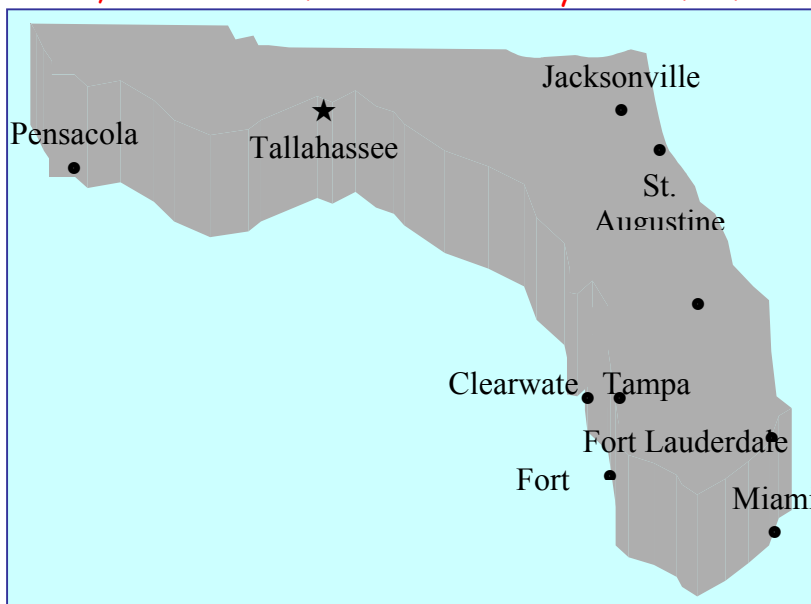 Jacksonville
Pensacola
Tallahassee
St.
Augustine
Clearwate
Tampa
Fort Lauderdale
Fort
Miami